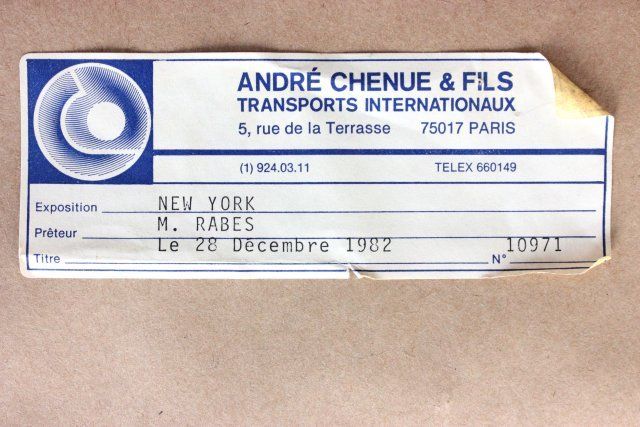 ANDRÉ CHENUE & FILS
TRANSPORTS INTERNATIONAUX
5, rue de la Terrasse 75017 PARIS
(1) 924.03.11 TELEX 660149
Exposition NEW YORK
Prêteur M. RABES
Titre Le 28 Décembre 1982 N° 10971